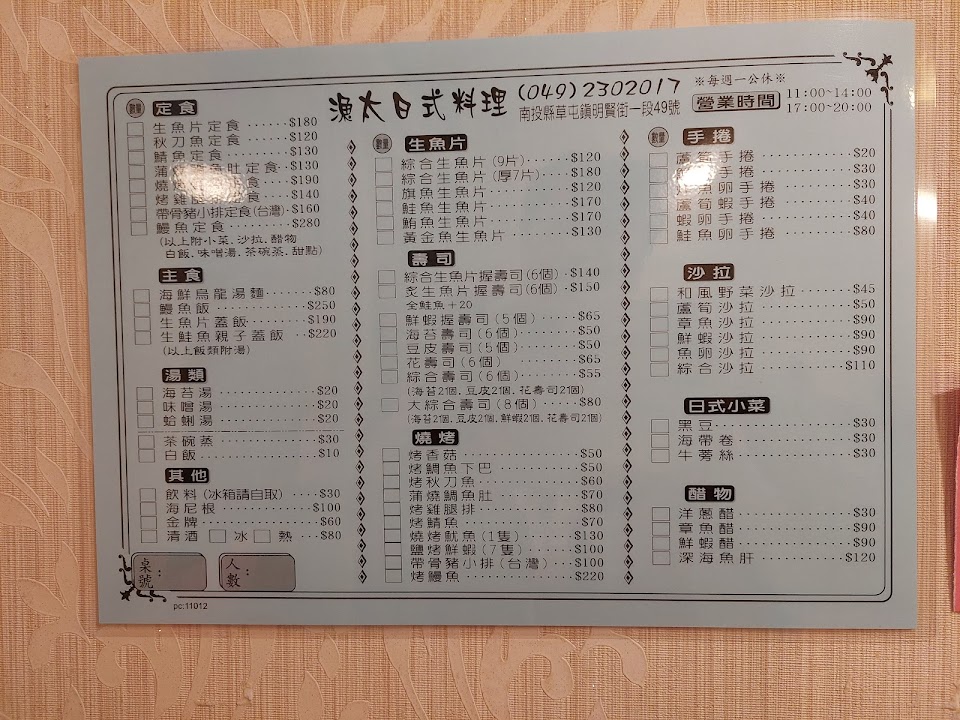 漁太日式料理 (049)2302017
南投縣草屯鎮明賢街一段49號
※每週一公休※
營業時間 11:00~14:00
17:00~20:00
數量 定食
生魚片定食 ······ $180
秋刀魚定食 ······ $120
鯖魚定食 ······ $130
蒲 魚肚定食 · $130
燒 定食 ······ $190
烤雞腿 食 ······ $140
帶骨豬小排定食(台灣) · $160
鰻魚定食 ······ $280
(以上附小菜.沙拉.醋物
白飯.味噌湯.茶碗蒸.甜點)
主食
海鮮烏龍湯麵 ······ $80
鰻魚飯 ······ $250
生魚片蓋飯 ······ $190
生鮭魚親子蓋飯 ··· $220
(以上飯類附湯)
湯類
海苔湯 ······ $20
味噌湯 ······ $20
蛤蜊湯 ······ $20
茶碗蒸 ······ $30
白飯 ······ $10
其他
飲料(冰箱請自取) ···· $30
海尼根 ······ $100
金牌 ······ $60
清酒 □ 冰 □ 熱 ··· $80
桌號:
人數:
pc:11012
數量 生魚片
綜合生魚片(9片) ······ $120
綜合生魚片(厚7片) ···· $180
旗魚生魚片 ······ $120
鮭魚生魚片 ······ $170
鮪魚生魚片 ······ $170
黃金魚生魚片 ······ $130
壽司
綜合生魚片握壽司(6個) · $140
炙生魚片握壽司(6個) · $150
全鮭魚+20
鮮蝦握壽司(5個) ···· $65
海苔壽司(6個) ······ $50
豆皮壽司(5個) ······ $50
花壽司(6個) ······ $65
綜合壽司(6個) ······ $55
(海苔2個.豆皮2個.花壽司2個)
大綜合壽司(8個) ···· $80
(海苔2個.豆皮2個.鮮蝦2個.花壽司2個)
燒烤
烤香菇 ······ $50
烤鯛魚下巴 ······ $50
烤秋刀魚 ······ $60
蒲燒鯛魚肚 ······ $70
烤雞腿排 ······ $80
烤鯖魚 ······ $70
燒烤魷魚(1隻) ······ $130
鹽烤鮮蝦(7隻) ······ $100
帶骨豬小排(台灣) ··· $100
烤鰻魚 ······ $220
數量 手捲
蘆筍手捲 ······ $20
手捲 ······ $30
魚卵手捲 ······ $30
蘆筍蝦手捲 ······ $40
蝦卵手捲 ······ $40
鮭魚卵手捲 ······ $80
沙拉
和風野菜沙拉 ······ $45
蘆筍沙拉 ······ $50
章魚沙拉 ······ $90
鮮蝦沙拉 ······ $90
魚卵沙拉 ······ $90
綜合沙拉 ······ $110
日式小菜
黑豆 ······ $30
海帶卷 ······ $30
牛蒡絲 ······ $30
醋物
洋蔥醋 ······ $30
章魚醋 ······ $90
鮮蝦醋 ······ $90
深海魚肝 ······ $120